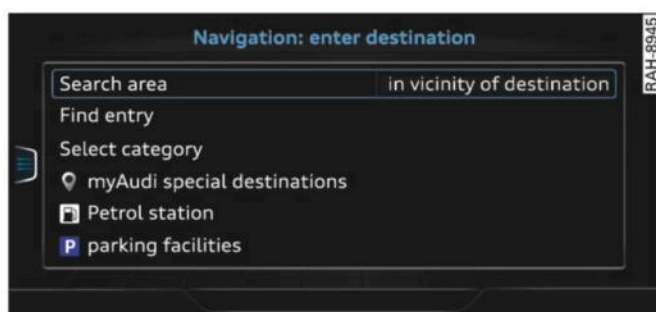 Navigation: enter destination
Search area in vicinity of destination
Find entry
Select category
myAudi special destinations
Petrol station
P parking facilities
RAH-8945